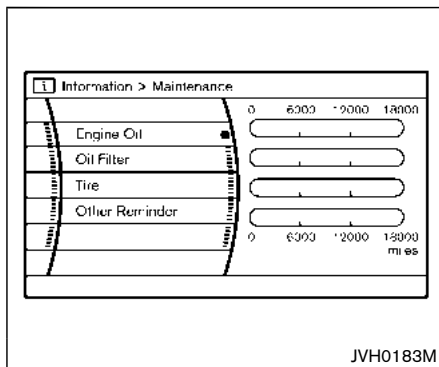 i Information > Maintenance
0 6000 12000 18000
Engine Oil
Oil Filter
Tire
Other Reminder
0 6000 12000 18000
miles
JVH0183M